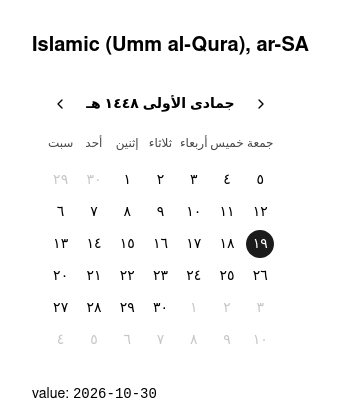 Islamic (Umm al-Qura), ar-SA
جمادى الأولى ١٤٤٨ هـ
سبت أحد إثنين ثلاثاء أربعاء خميس جمعة
٢٩ ٣٠ ١ ٢ ٣ ٤ ٥
٦ ٧ ٨ ٩ ١٠ ١١ ١٢
١٣ ١٤ ١٥ ١٦ ١٧ ١٨ ١٩
٢٠ ٢١ ٢٢ ٢٣ ٢٤ ٢٥ ٢٦
٢٧ ٢٨ ٢٩ ٣٠ ١ ٢ ٣
٤ ٥ ٦ ٧ ٨ ٩ ١٠
value: 2026-10-30